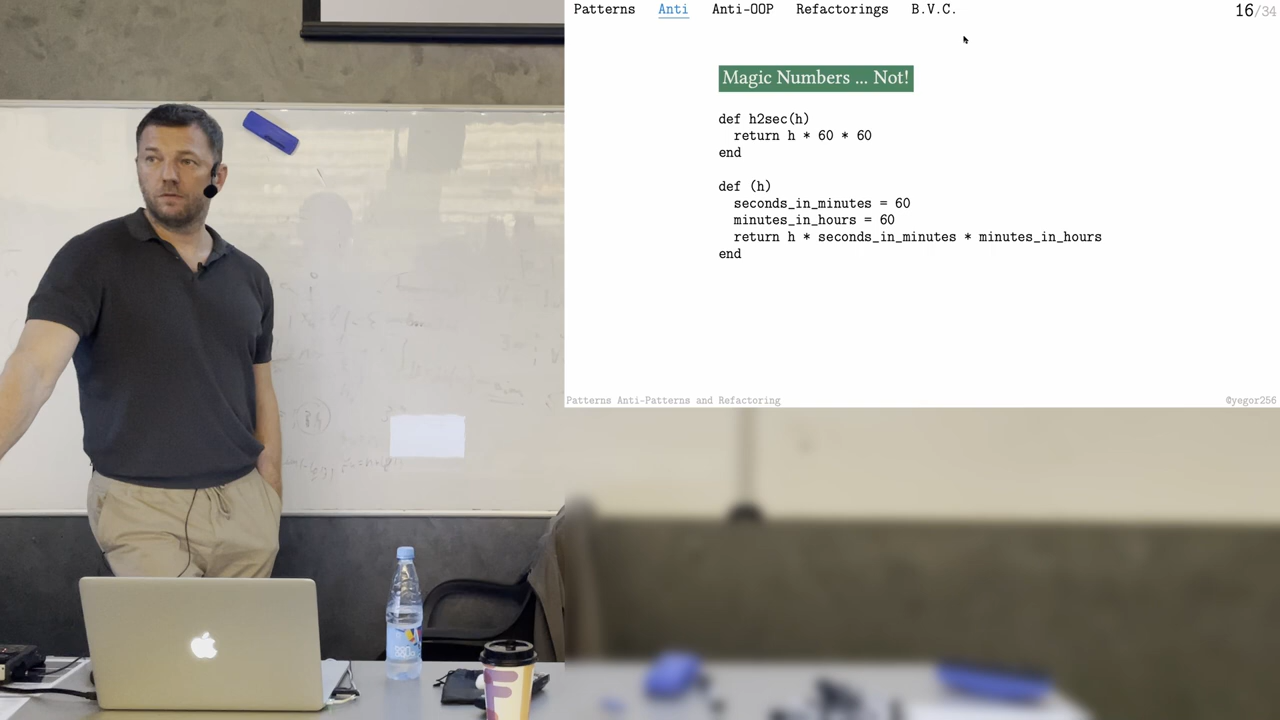 Patterns Anti Anti-OOP Refactorings B.V.C. 16/34
Magic Numbers ... Not!
def h2sec(h)
  return h * 60 * 60
end
def (h)
  seconds_in_minutes = 60
  minutes_in_hours = 60
  return h * seconds_in_minutes * minutes_in_hours
end
Patterns Anti-Patterns and Refactoring @yegor256